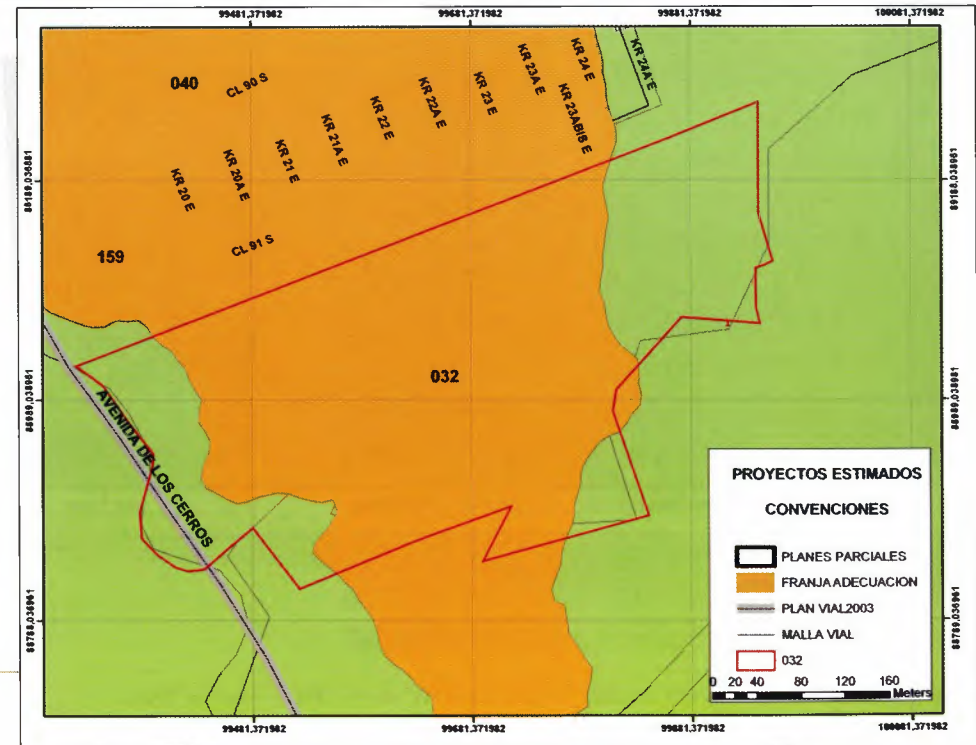 99481,371982 99681,371982 99881,371982 100081,371982
040
CL 90 S
KR 20 E
KR 20A E
KR 21 E
KR 21A E
KR 22 E
KR 22A E
KR 23 E
KR 23A E
KR 23ABIS E
KR 24 E
KR 24A E
CL 91 S
159
032
AVENIDA DE LOS CERROS
1
PROYECTOS ESTIMADOS
CONVENCIONES
PLANES PARCIALES
FRANJA ADECUACION
PLAN VIAL2003
MALLA VIAL
032
0 20 40 80 120 160
Meters
99481,371982 99681,371982 99881,371982 100081,371982